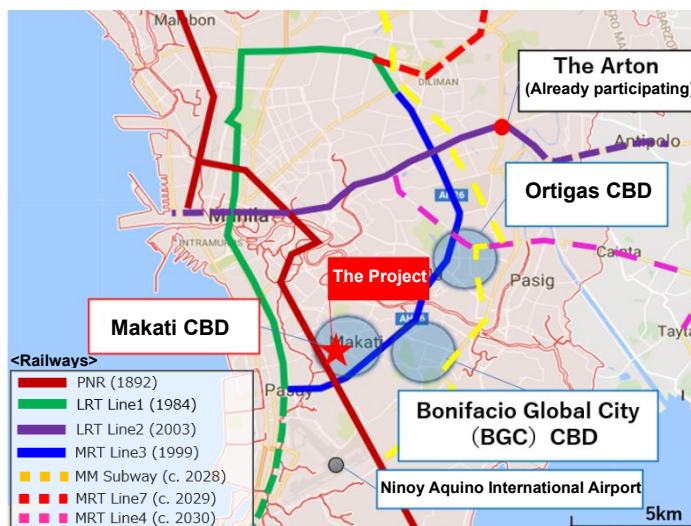 Malabon
DILIMAN
The Arton
(Already participating)
Antipolo
AH26
Ortigas CBD
Manila
INTRAMUROS
Cainta
The Project
Pasig
Makati CBD
AH26
Makati
Tayta
<Railways>
PNR (1892)
LRT Line1 (1984)
LRT Line2 (2003)
MRT Line3 (1999)
MM Subway (c. 2028)
MRT Line7 (c. 2029)
MRT Line4 (c. 2030)
Pasay
Bonifacio Global City
(BGC) CBD
Ninoy Aquino International Airport
5km